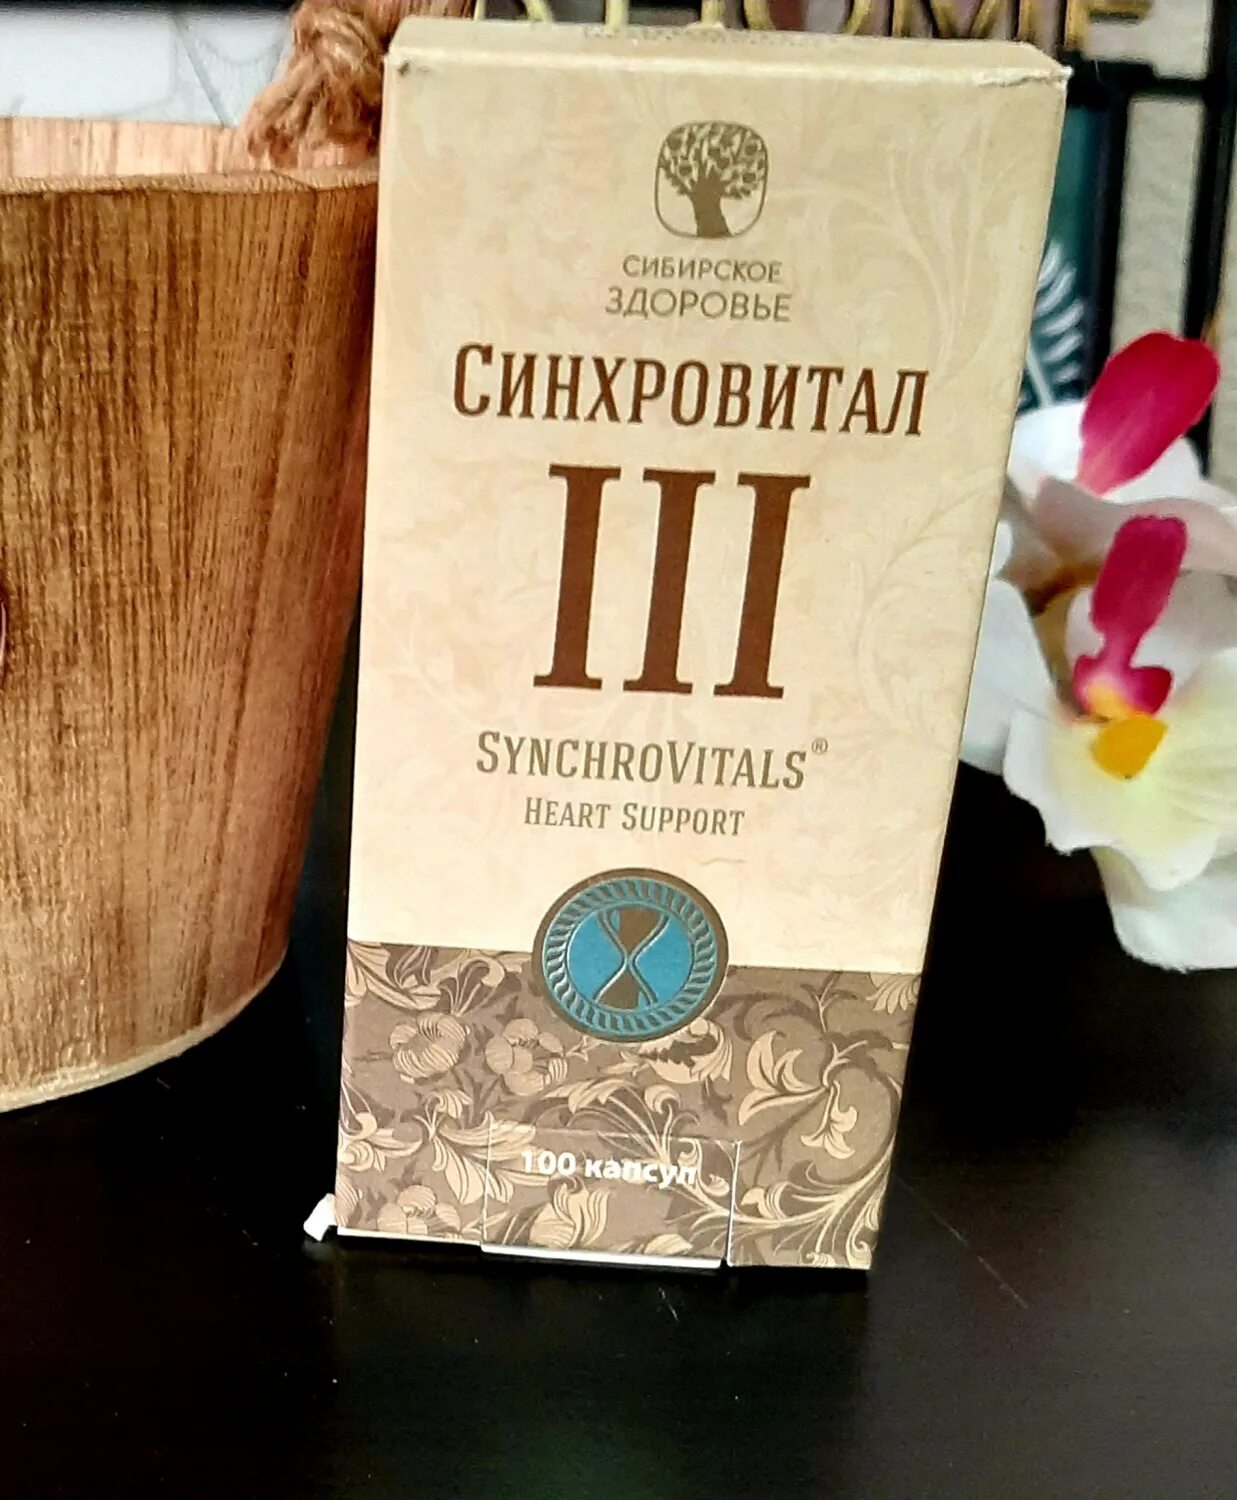 СИБИРСКОЕ
ЗДОРОВЬЕ
СИНХРОВИТАЛ
III
SYNCHROVITALS®
HEART SUPPORT
100 капсул